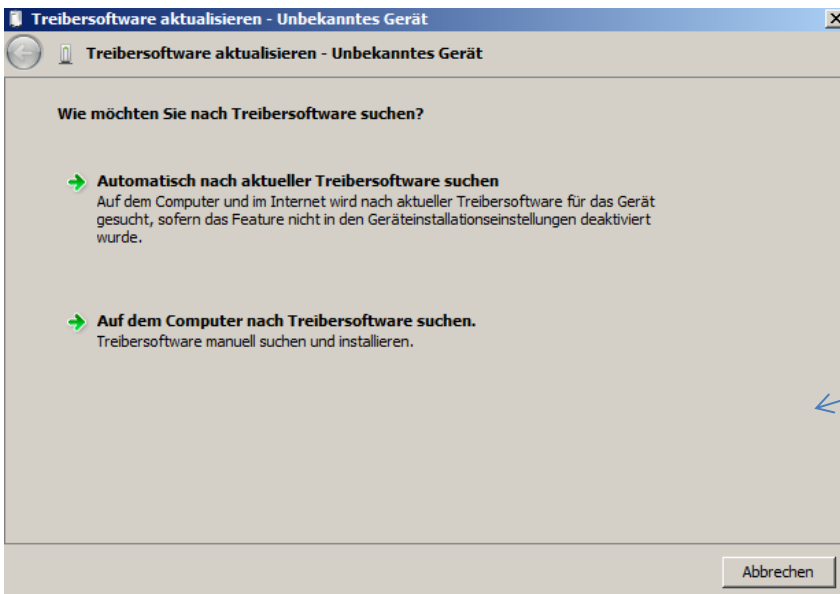 Treibersoftware aktualisieren - Unbekanntes Gerät
Treibersoftware aktualisieren - Unbekanntes Gerät
Wie möchten Sie nach Treibersoftware suchen?
Automatisch nach aktueller Treibersoftware suchen
Auf dem Computer und im Internet wird nach aktueller Treibersoftware für das Gerät
gesucht, sofern das Feature nicht in den Geräteinstallationseinstellungen deaktiviert
wurde.
Auf dem Computer nach Treibersoftware suchen.
Treibersoftware manuell suchen und installieren.
Abbrechen